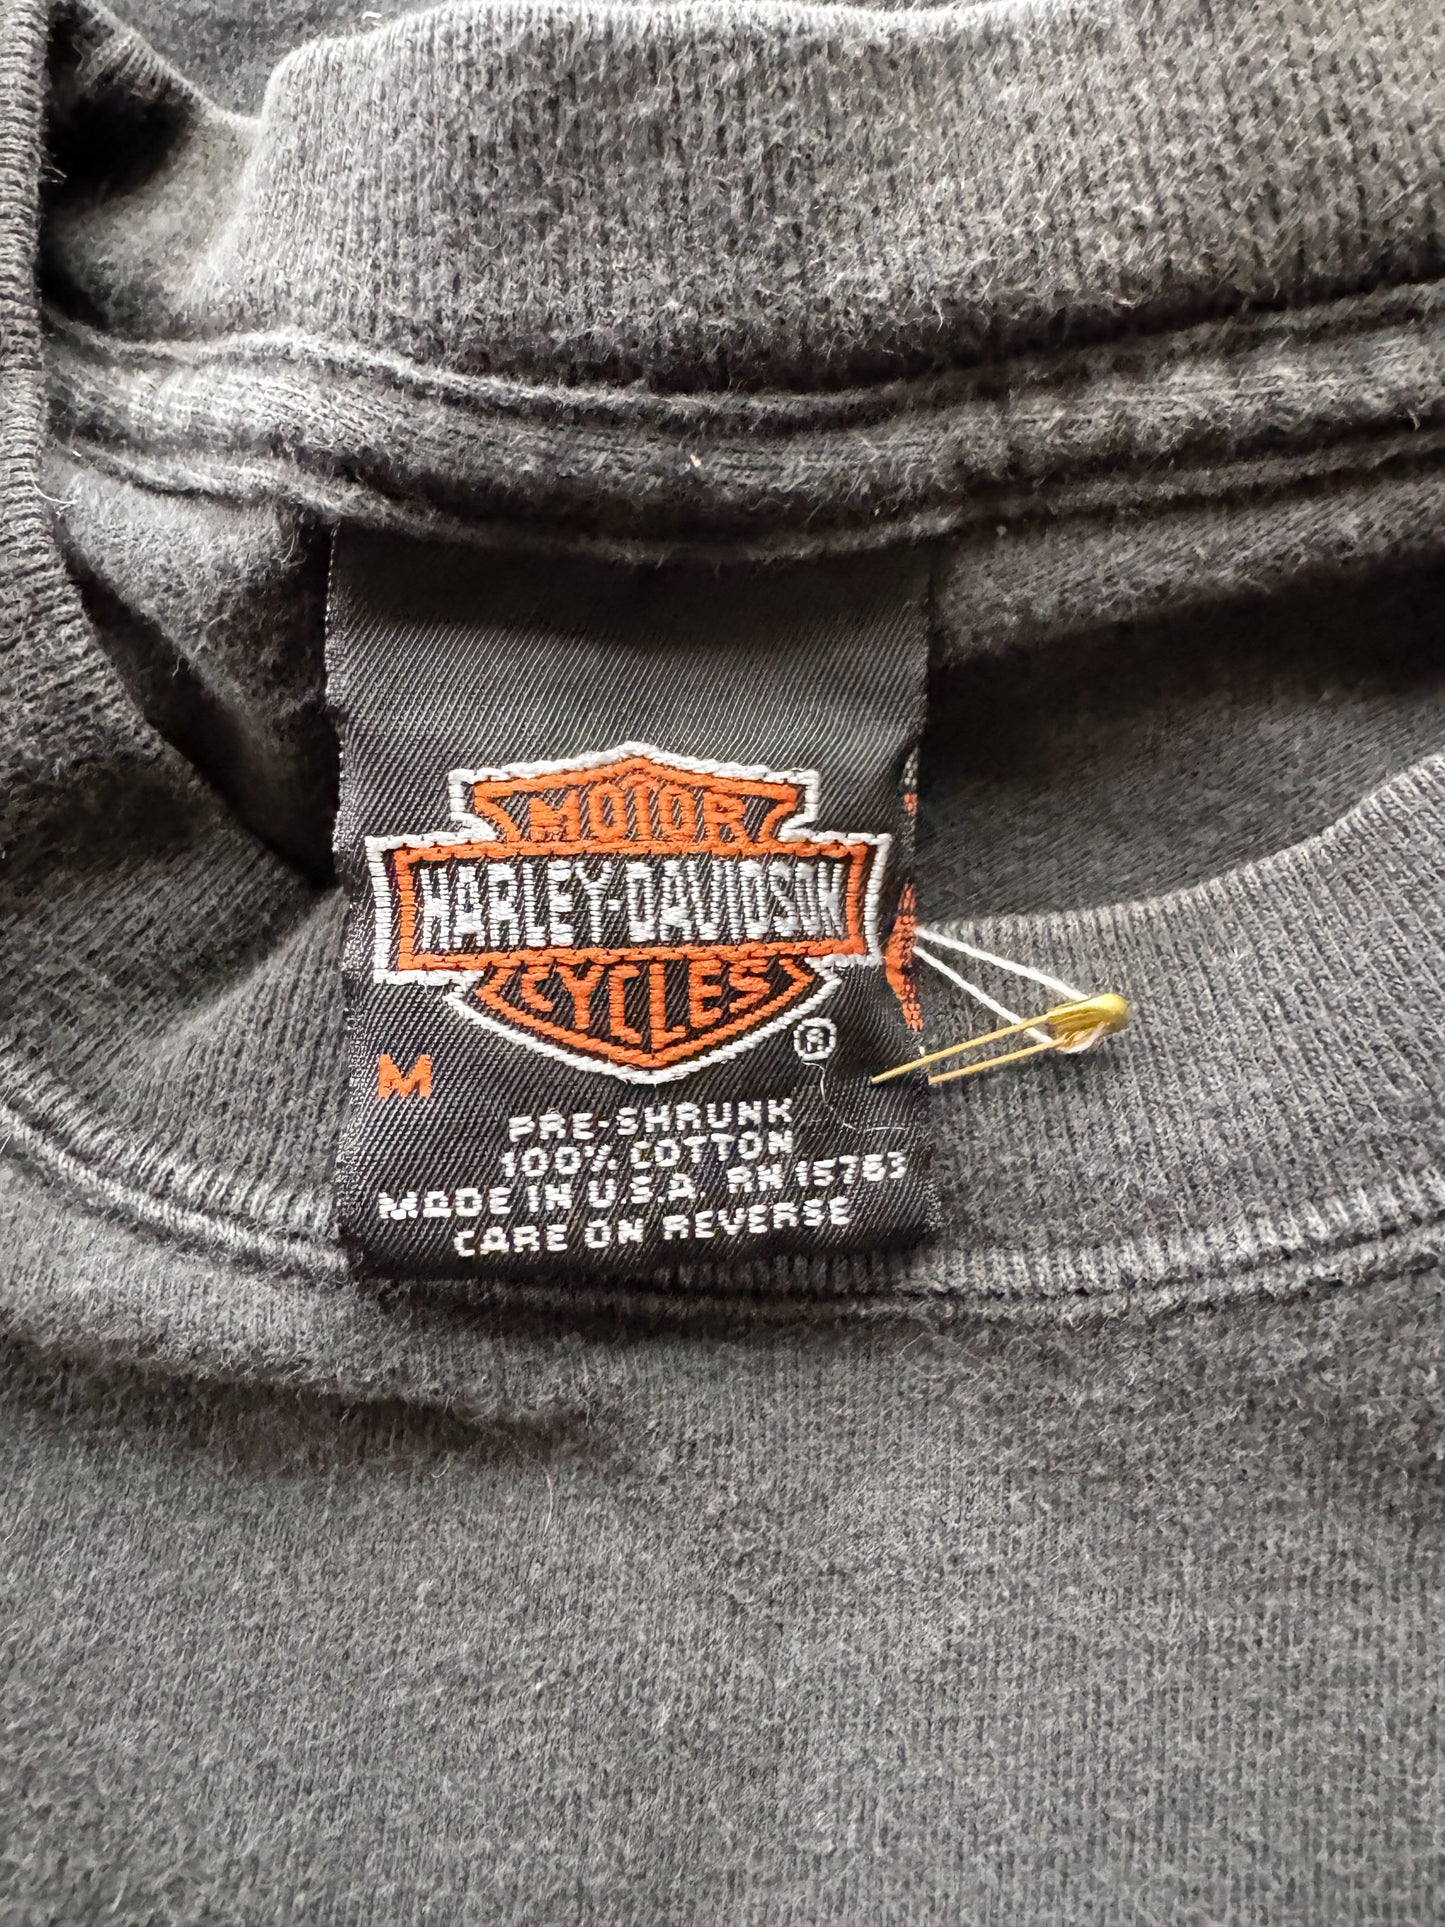 MOTOR
HARLEY-DAVIDSON
CYCLES
®
M
PRE-SHRUNK
100% COTTON
MADE IN U.S.A. RN 15763
CARE ON REVERSE